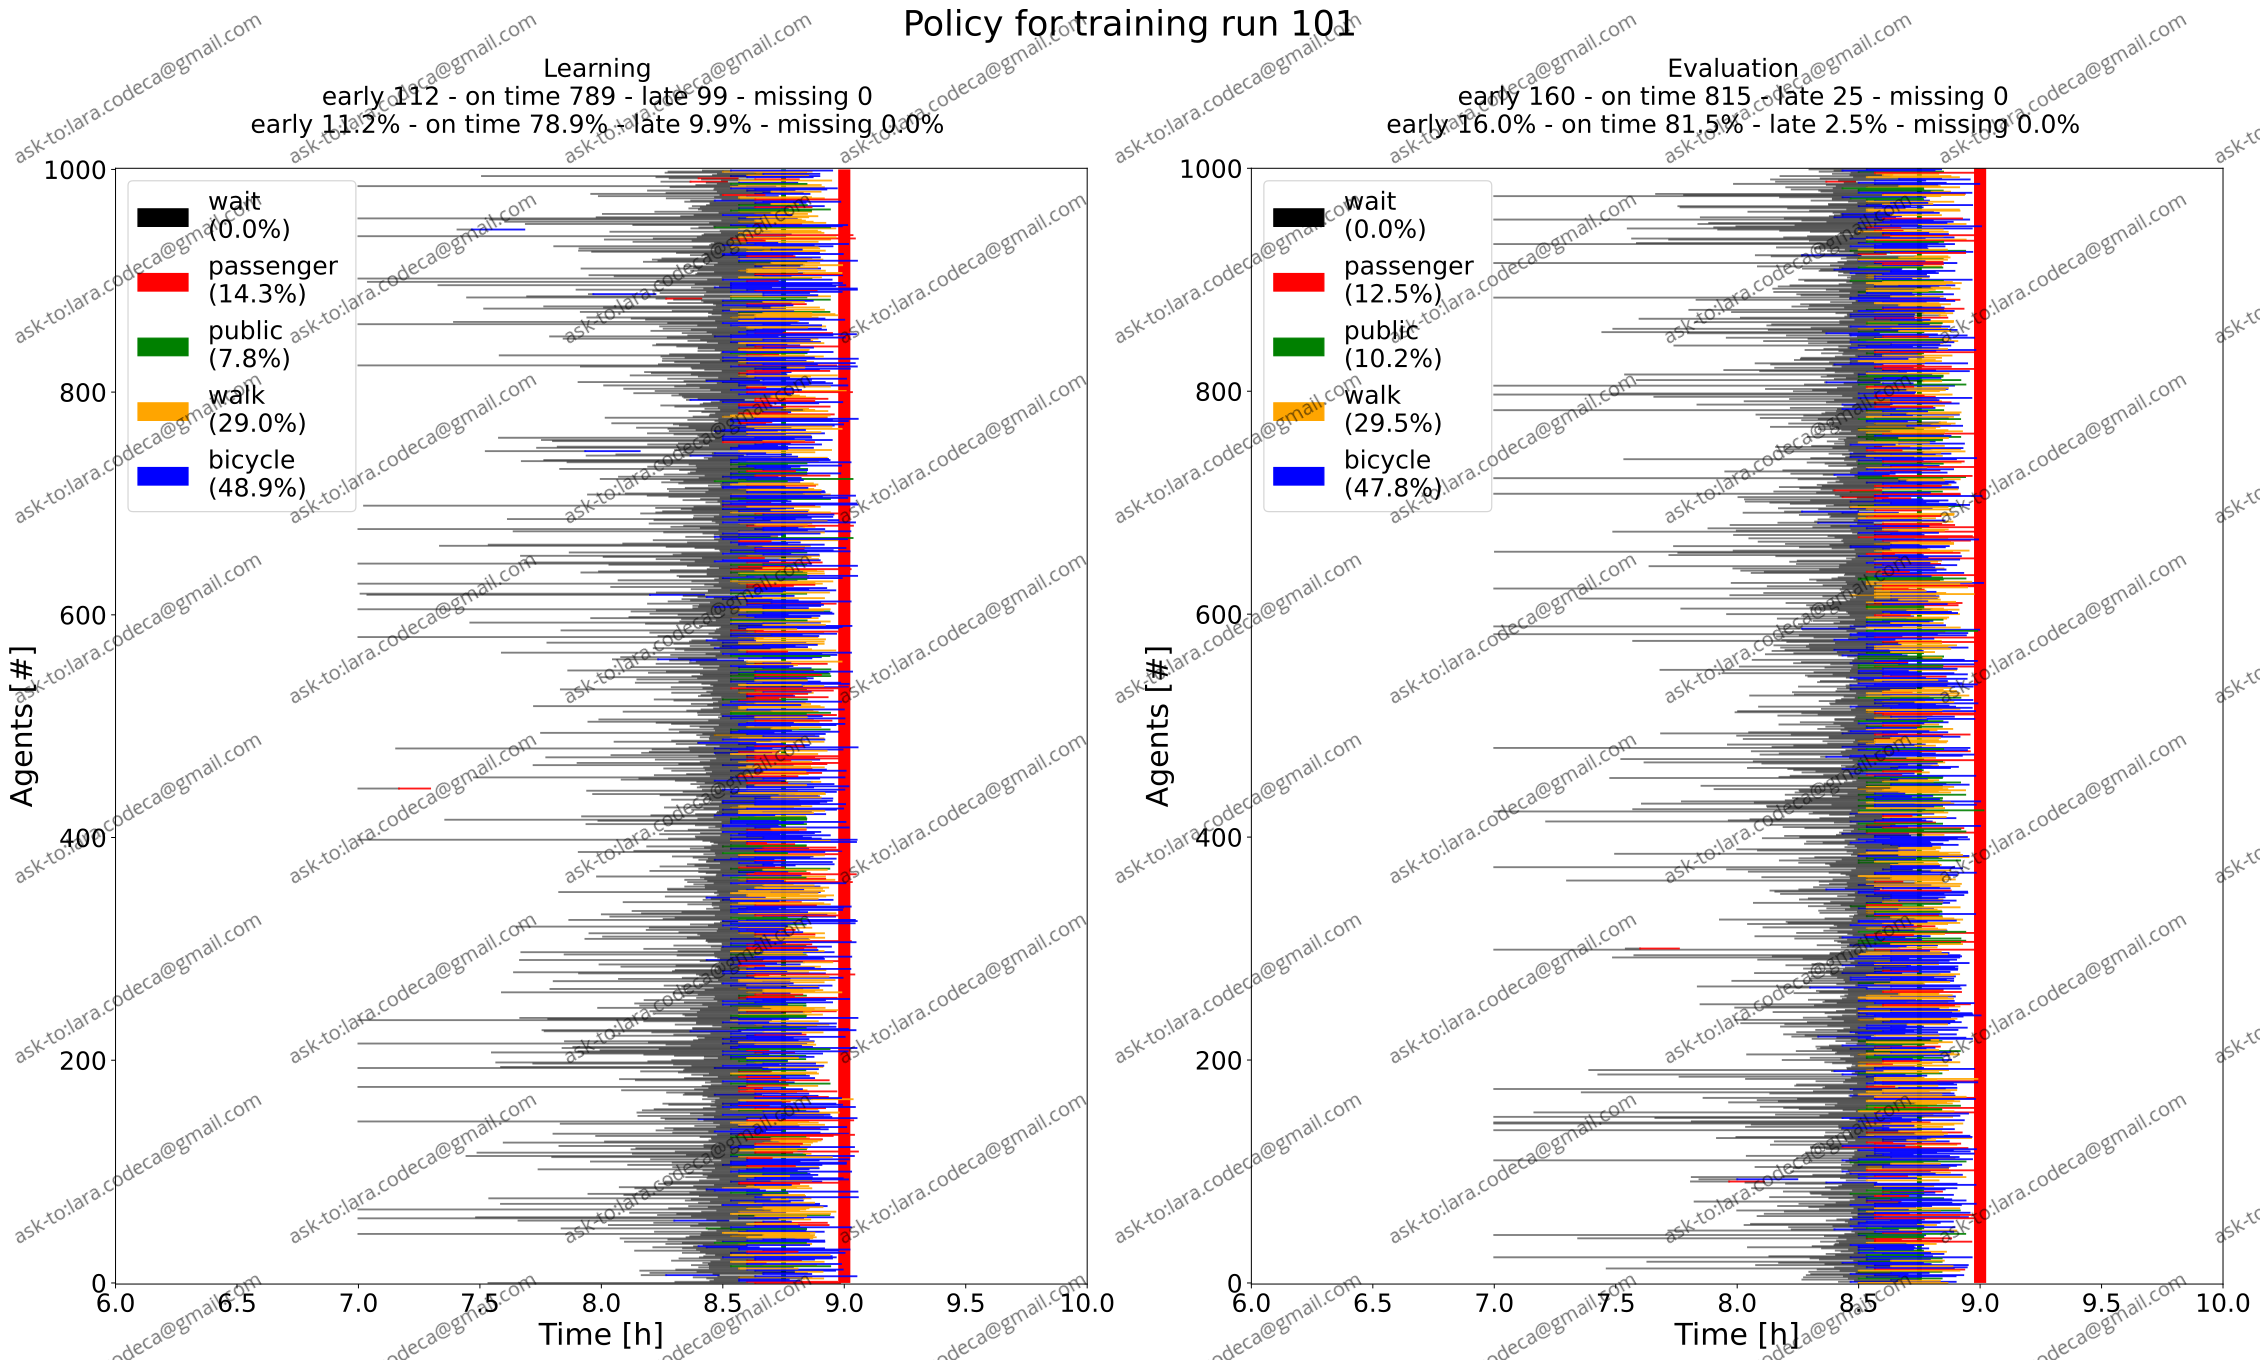 Policy for training run 101
Learning
early 112 - on time 789 - late 99 - missing 0
early 11.2% - on time 78.9% - late 9.9% - missing 0.0%
1000
800
600
400
200
0
Agents [#]
wait
(0.0%)
passenger
(14.3%)
public
(7.8%)
walk
(29.0%)
bicycle
(48.9%)
6.0 6.5 7.0 7.5 8.0 8.5 9.0 9.5 10.0
Time [h]
Evaluation
early 160 - on time 815 - late 25 - missing 0
early 16.0% - on time 81.5% - late 2.5% - missing 0.0%
1000
800
600
400
200
0
Agents [#]
wait
(0.0%)
passenger
(12.5%)
public
(10.2%)
walk
(29.5%)
bicycle
(47.8%)
6.0 6.5 7.0 7.5 8.0 8.5 9.0 9.5 10.0
Time [h]
ask-to:lara.codeca@gmail.com